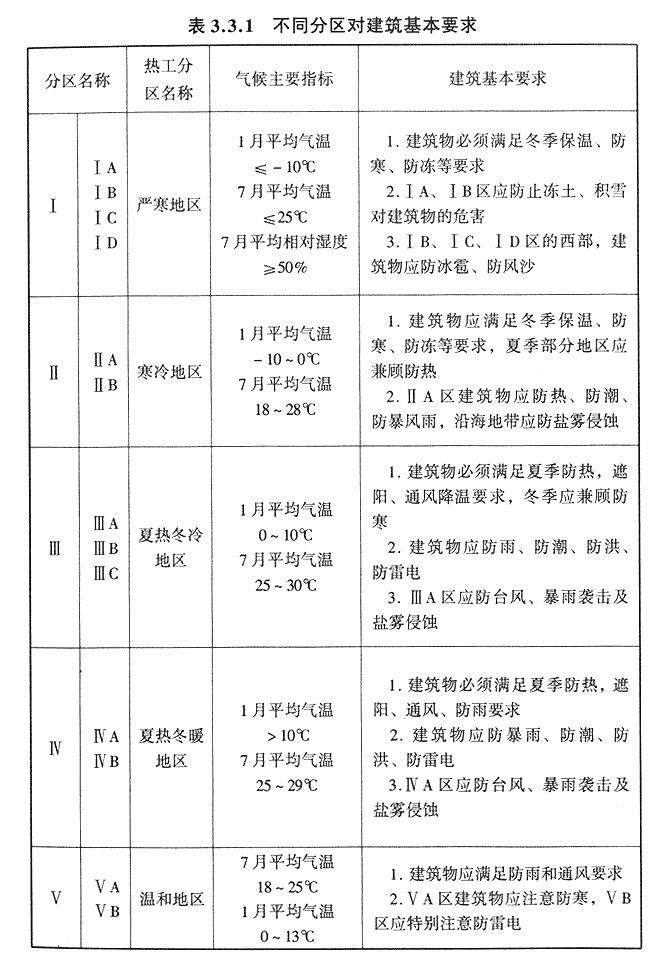 表 3.3.1 不同分区对建筑基本要求
分区名称
热工分
区名称
气候主要指标
建筑基本要求
Ⅰ
ⅠA
ⅠB
ⅠC
ⅠD
严寒地区
1月平均气温
≤-10℃
7月平均气温
≤25℃
7月平均相对湿度
≥50%
1. 建筑物必须满足冬季保温、防
寒、防冻等要求
2.ⅠA、ⅠB区应防止冻土、积雪
对建筑物的危害
3.ⅠB、ⅠC、ⅠD区的西部，建
筑物应防冰雹、防风沙
Ⅱ
ⅡA
ⅡB
寒冷地区
1月平均气温
-10~0℃
7月平均气温
18~28℃
1. 建筑物应满足冬季保温、防
寒、防冻等要求，夏季部分地区应
兼顾防热
2.ⅡA区建筑物应防热、防潮、
防暴风雨，沿海地带应防盐雾侵蚀
Ⅲ
ⅢA
ⅢB
ⅢC
夏热冬冷
地区
1月平均气温
0~10℃
7月平均气温
25~30℃
1. 建筑物必须满足夏季防热，遮
阳、通风降温要求，冬季应兼顾防
寒
2. 建筑物应防雨、防潮、防洪、
防雷电
3. ⅢA区应防台风、暴雨袭击及
盐雾侵蚀
Ⅳ
ⅣA
ⅣB
夏热冬暖
地区
1月平均气温
>10℃
7月平均气温
25~29℃
1. 建筑物必须满足夏季防热，遮
阳、通风、防雨要求
2. 建筑物应防暴雨、防潮、防
洪、防雷电
3.ⅣA区应防台风、暴雨袭击及
盐雾侵蚀
Ⅴ
ⅤA
ⅤB
温和地区
7月平均气温
18~25℃
1月平均气温
0~13℃
1. 建筑物应满足防雨和通风要求
2.ⅤA区建筑物应注意防寒，ⅤB
区应特别注意防雷电